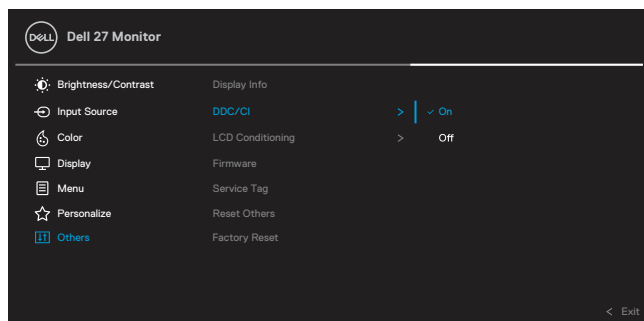 DELL
Dell 27 Monitor
Brightness/Contrast
Display Info
Input Source
DDC/CI
>
✓ On
Color
LCD Conditioning
>
Off
Display
Firmware
Menu
Service Tag
Personalize
Reset Others
Others
Factory Reset
< Exit